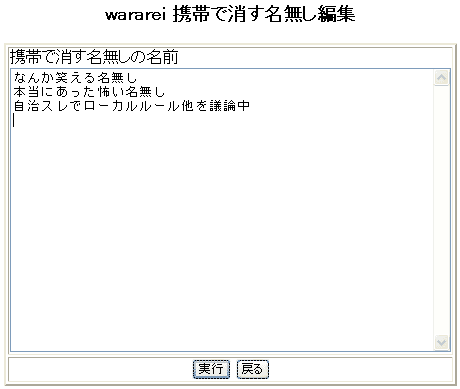 wararei 携帯で消す名無し編集
携帯で消す名無しの名前
なんか笑える名無し
本当にあった怖い名無し
自治スレでローカルルール他を議論中
実行 戻る